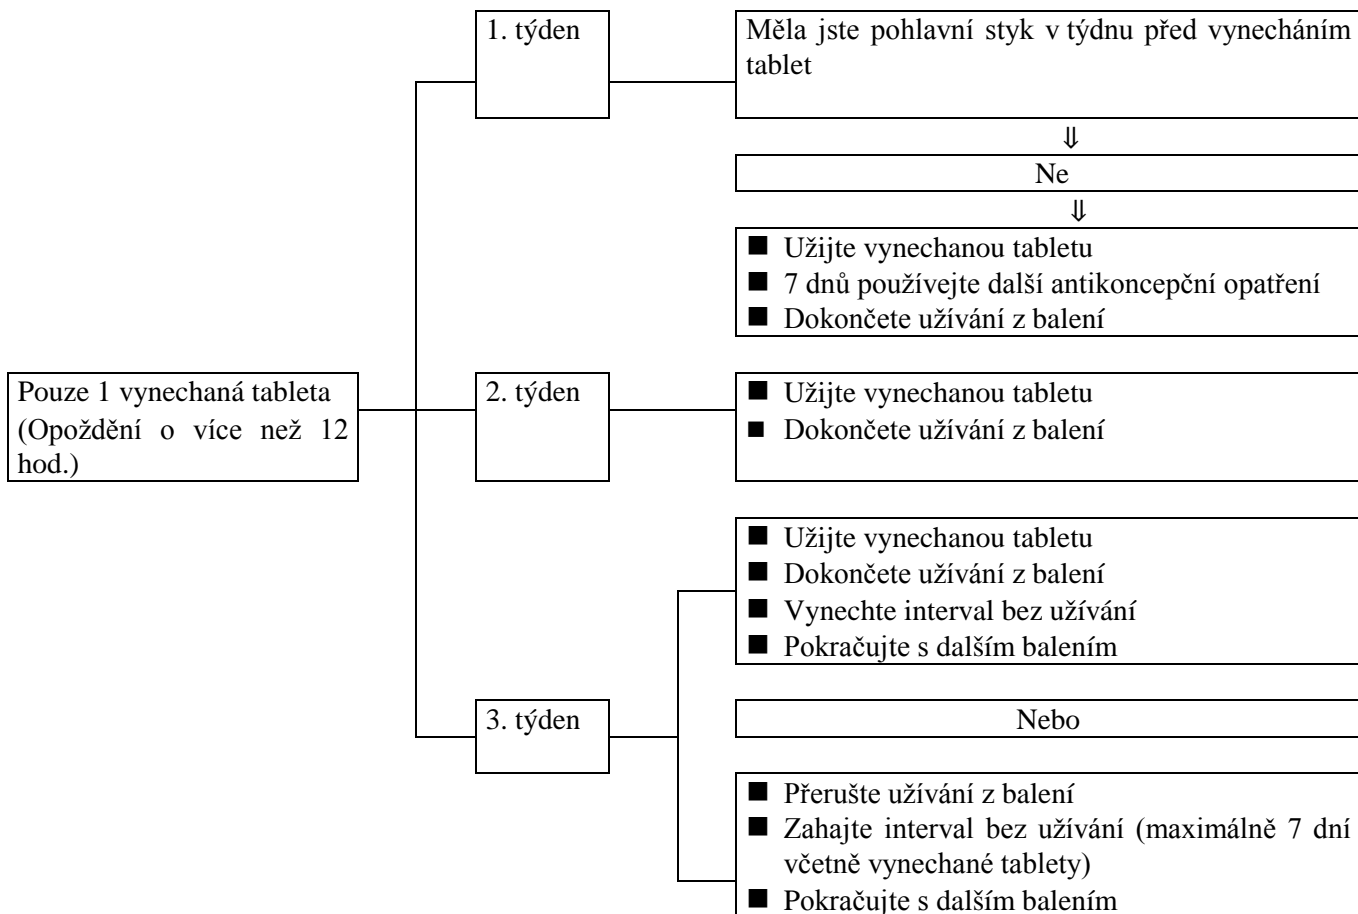 1. týden
Měla jste pohlavní styk v týdnu před vynecháním
tablet
⇓
Ne
⇓
■ Užijte vynechanou tabletu
■ 7 dnů používejte další antikoncepční opatření
■ Dokončete užívání z balení
Pouze 1 vynechaná tableta
(Opoždění o více než 12
hod.)
2. týden
■ Užijte vynechanou tabletu
■ Dokončete užívání z balení
■ Užijte vynechanou tabletu
■ Dokončete užívání z balení
■ Vynechte interval bez užívání
■ Pokračujte s dalším balením
3. týden
Nebo
■ Přerušte užívání z balení
■ Zahajte interval bez užívání (maximálně 7 dní
včetně vynechané tablety)
■ Pokračujte s dalším balením